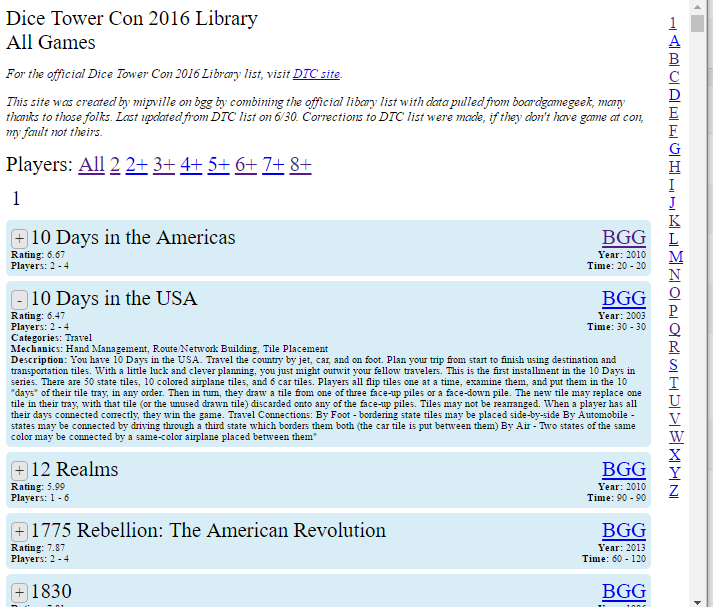 Dice Tower Con 2016 Library
All Games
For the official Dice Tower Con 2016 Library list, visit DTC site.
This site was created by mipville on bgg by combining the official libary list with data pulled from boardgamegeek, many
thanks to those folks. Last updated from DTC list on 6/30. Corrections to DTC list were made, if they don't have game at con,
my fault not theirs.
Players: All 2 2+ 3+ 4+ 5+ 6+ 7+ 8+
1
+ 10 Days in the Americas BGG
Rating: 6.67 Year: 2010
Players: 2 - 4 Time: 20 - 20
- 10 Days in the USA BGG
Rating: 6.47 Year: 2003
Players: 2 - 4 Time: 30 - 30
Categories: Travel
Mechanics: Hand Management, Route/Network Building, Tile Placement
Description: You have 10 Days in the USA. Travel the country by jet, car, and on foot. Plan your trip from start to finish using destination and
transportation tiles. With a little luck and clever planning, you just might outwit your fellow travelers. This is the first installment in the 10 Days in
series. There are 50 state tiles, 10 colored airplane tiles, and 6 car tiles. Players all flip tiles one at a time, examine them, and put them in the 10
"days" of their tile tray, in any order. Then in turn, they draw a tile from one of three face-up piles or a face-down pile. The new tile may replace one
tile in their tray, with that tile (or the unused drawn tile) discarded onto any of the face-up piles. Tiles may not be rearranged. When a player has all
their days connected correctly, they win the game. Travel Connections: By Foot - bordering state tiles may be placed side-by-side By Automobile -
states may be connected by driving through a third state which borders them both (the car tile is put between them) By Air - Two states of the same
color may be connected by a same-color airplane placed between them"
+ 12 Realms BGG
Rating: 5.99 Year: 2010
Players: 1 - 6 Time: 90 - 90
+ 1775 Rebellion: The American Revolution BGG
Rating: 7.87 Year: 2013
Players: 2 - 4 Time: 60 - 120
+ 1830 BGG
1
A
B
C
D
E
F
G
H
I
J
K
L
M
N
O
P
Q
R
S
T
U
V
W
X
Y
Z